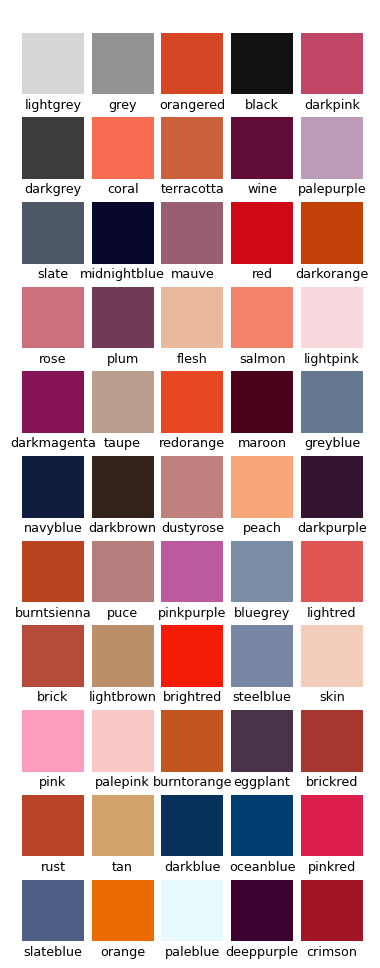 lightgrey grey orangered black darkpink
darkgrey coral terracotta wine palepurple
slate midnightblue mauve red darkorange
rose plum flesh salmon lightpink
darkmagenta taupe redorange maroon greyblue
navyblue darkbrown dustyrose peach darkpurple
burntsienna puce pinkpurple bluegrey lightred
brick lightbrown brightred steelblue skin
pink palepink burntorange eggplant brickred
rust tan darkblue oceanblue pinkred
slateblue orange paleblue deeppurple crimson